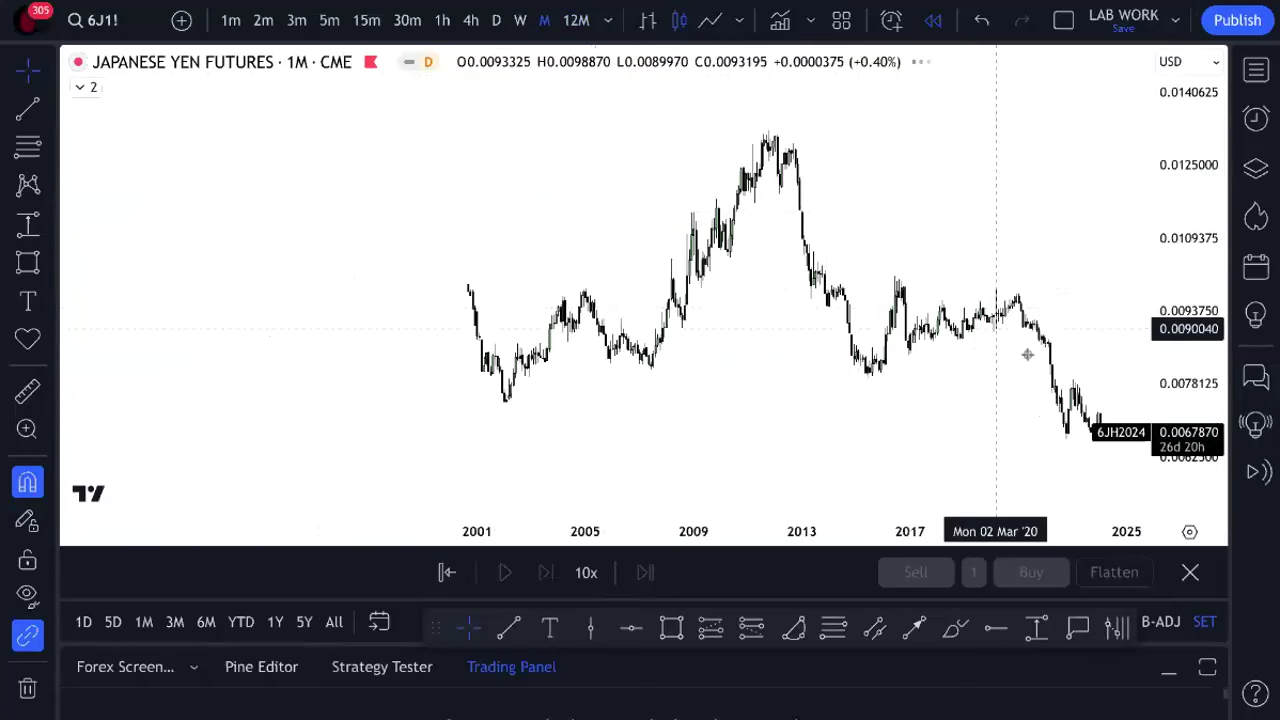 305
6J1!
1m 2m 3m 5m 15m 30m 1h 4h D W M 12M
LAB WORK
Save
Publish
JAPANESE YEN FUTURES · 1M · CME D O0.0093325 H0.0098870 L0.0089970 C0.0093195 +0.0000375 (+0.40%)
USD
2
0.0140625
0.0125000
0.0109375
0.0093750
0.0090040
0.0078125
6JH2024 0.0067870
26d 20h
0.0062500
2001 2005 2009 2013 2017 Mon 02 Mar '20 2025
10x
Sell 1 Buy Flatten
1D 5D 1M 3M 6M YTD 1Y 5Y All
B-ADJ SET
Forex Screen... Pine Editor Strategy Tester Trading Panel